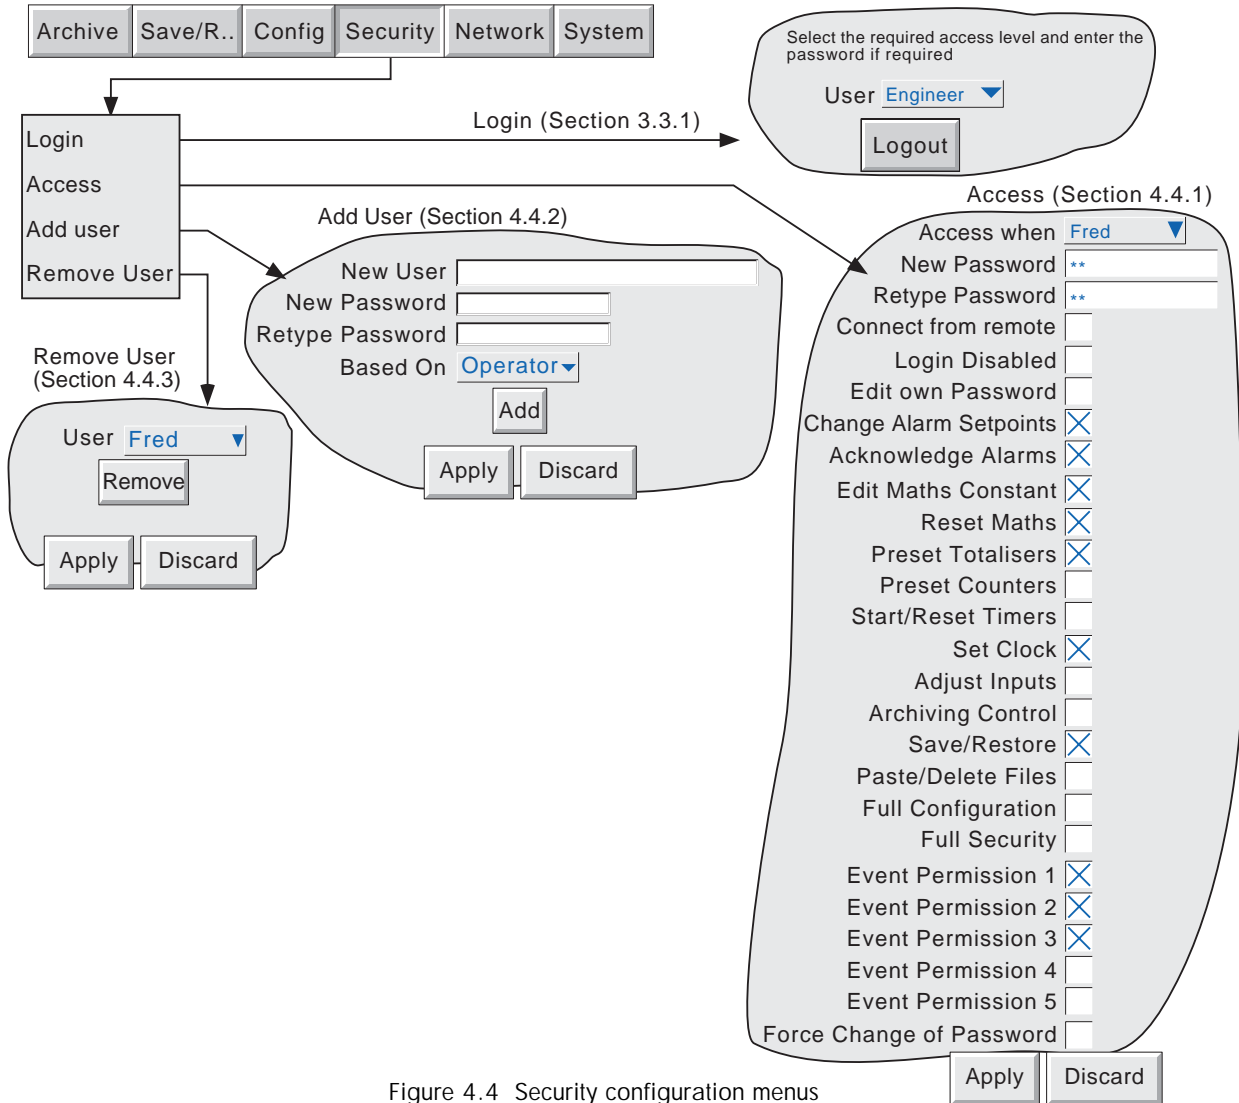 Archive Save/R.. Config Security Network System
Select the required access level and enter the
password if required
User Engineer
Logout
Login
Access
Add user
Remove User
Login (Section 3.3.1)
Add User (Section 4.4.2)
New User
New Password
Retype Password
Based On Operator
Add
Apply Discard
Remove User
(Section 4.4.3)
User Fred
Remove
Apply Discard
Access (Section 4.4.1)
Access when Fred
New Password **
Retype Password **
Connect from remote
Login Disabled
Edit own Password
Change Alarm Setpoints
Acknowledge Alarms
Edit Maths Constant
Reset Maths
Preset Totalisers
Preset Counters
Start/Reset Timers
Set Clock
Adjust Inputs
Archiving Control
Save/Restore
Paste/Delete Files
Full Configuration
Full Security
Event Permission 1
Event Permission 2
Event Permission 3
Event Permission 4
Event Permission 5
Force Change of Password
Apply Discard
Figure 4.4 Security configuration menus